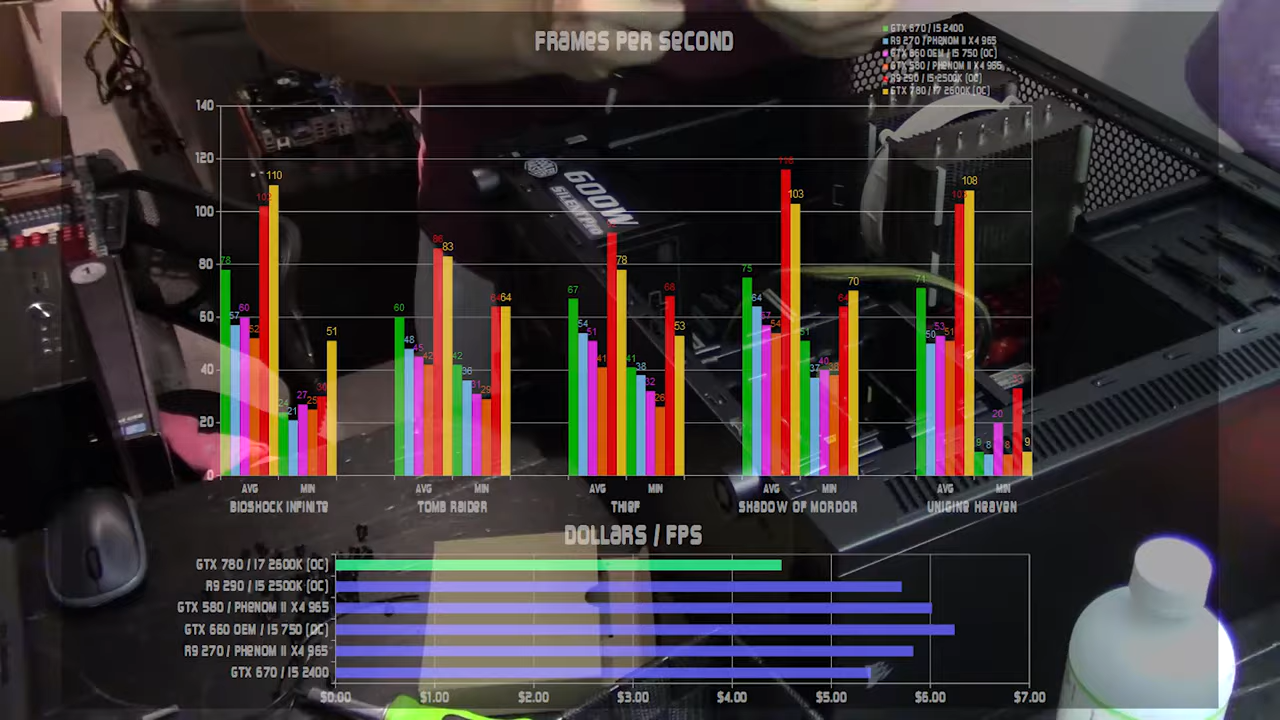 FRAMES PER SECOND
GTX 670 / I5 2400
R9 270 / PHENOM II X4 965
GTX 660 OEM / I5 750 (OC)
GTX 580 / PHENOM II X4 965
R9 290 / I5 2500K (OC)
GTX 780 / I7 2600K (OC)
140
120
100
80
60
40
20
0
78 57 60 52 110 24 21 27 25 36 51
60 48 45 42 86 83 42 36 31 29 64 64
67 54 51 41 78 41 38 32 26 68 53
75 64 57 54 116 103 51 37 40 38 64 70
71 50 53 51 103 108 9 8 20 8 33 9
AVG MIN AVG MIN AVG MIN AVG MIN AVG MIN
BIOSHOCK INFINITE TOMB RAIDER THIEF SHADOW OF MORDOR UNIGINE HEAVEN
600W
SILENT PRO
DOLLARS / FPS
GTX 780 / I7 2600K (OC)
R9 290 / I5 2500K (OC)
GTX 580 / PHENOM II X4 965
GTX 660 OEM / I5 750 (OC)
R9 270 / PHENOM II X4 965
GTX 670 / I5 2400
$0.00 $1.00 $2.00 $3.00 $4.00 $5.00 $6.00 $7.00